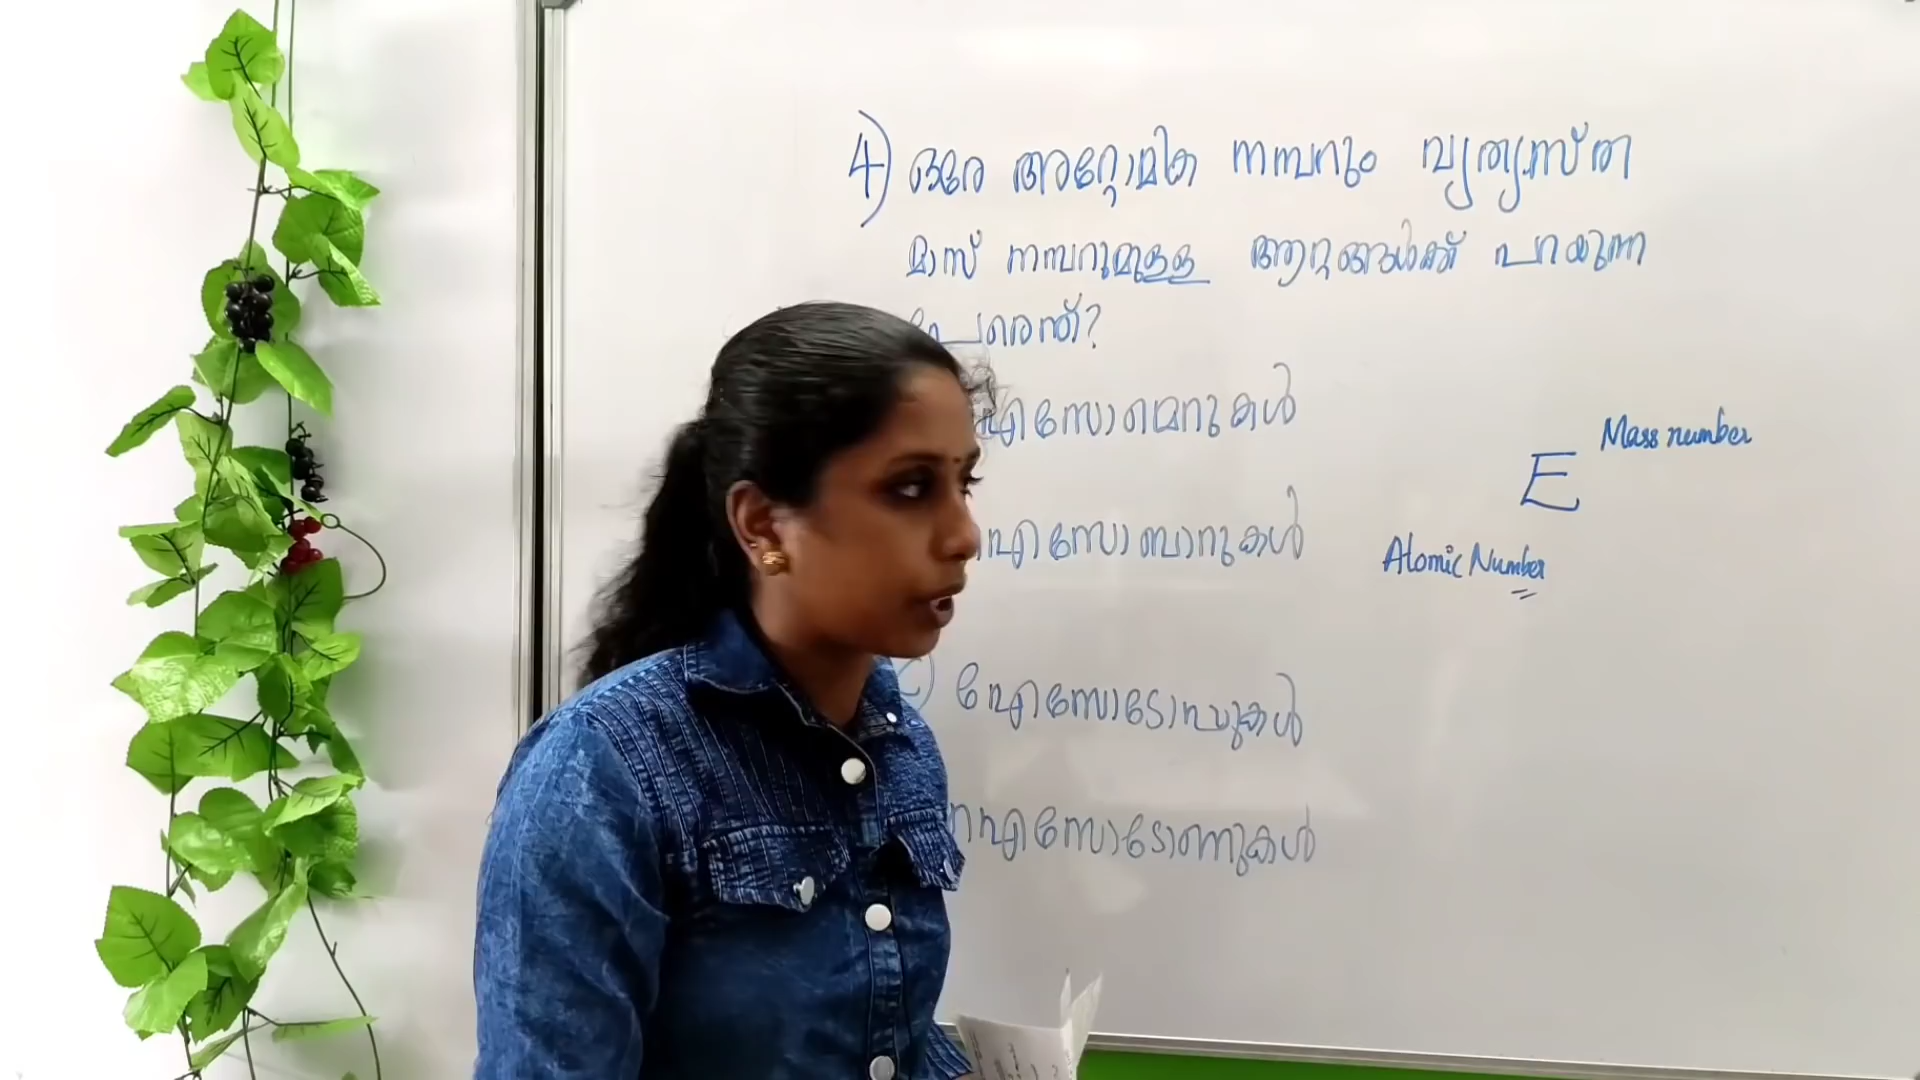 4) ഒരേ അറ്റോമിക നമ്പറും വ്യത്യസ്ത
മാസ് നമ്പറുമുള്ള ആറ്റങ്ങൾക്ക് പറയുന്ന
പേരെന്ത്?
ഐസോമെറുകൾ
Mass number
E
ഐസോബാറുകൾ
Atomic Number
C) ഐസോടോപ്പുകൾ
ഐസോടോണുകൾ